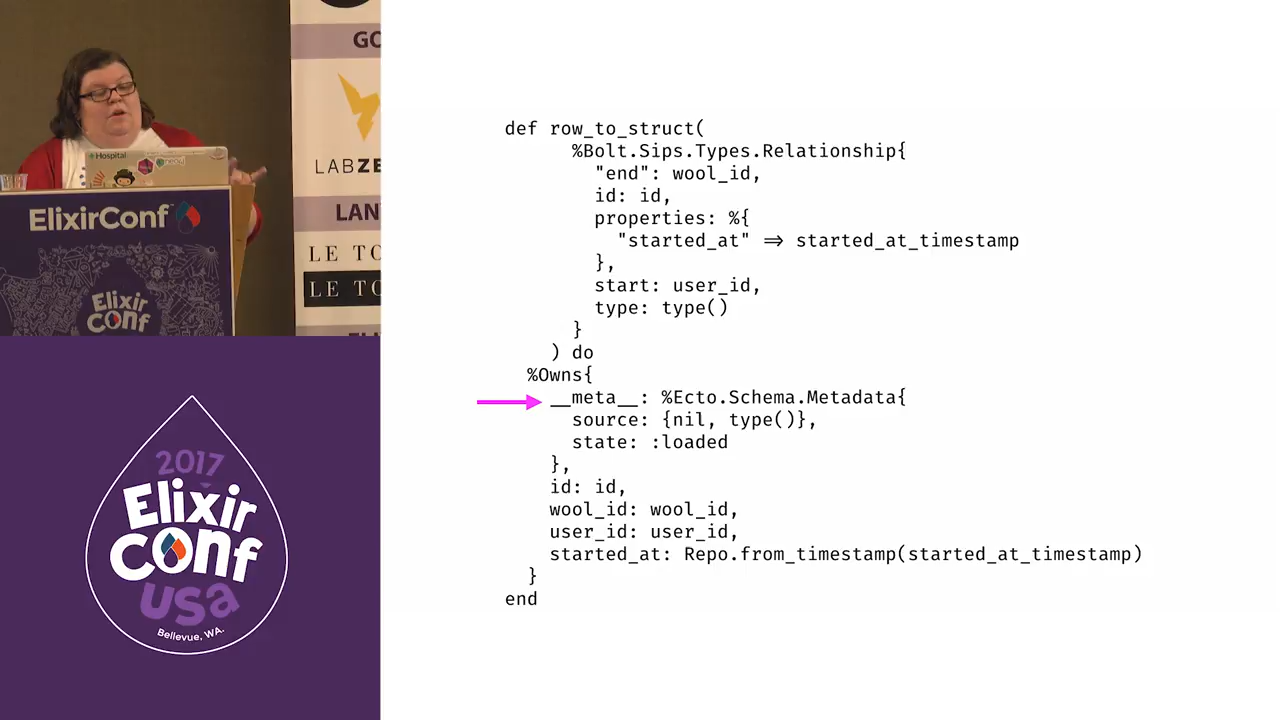 GO
LABZE
LAN
LE TO
LE TO
Hospital
neo4j
ElixirConf
Elixir
Conf
2017
Elixir
Conf
USA
Bellevue, WA.
def row_to_struct(
%Bolt.Sips.Types.Relationship{
"end": wool_id,
id: id,
properties: %{
"started_at" => started_at_timestamp
},
start: user_id,
type: type()
}
) do
%Owns{
__meta__: %Ecto.Schema.Metadata{
source: {nil, type()},
state: :loaded
},
id: id,
wool_id: wool_id,
user_id: user_id,
started_at: Repo.from_timestamp(started_at_timestamp)
}
end